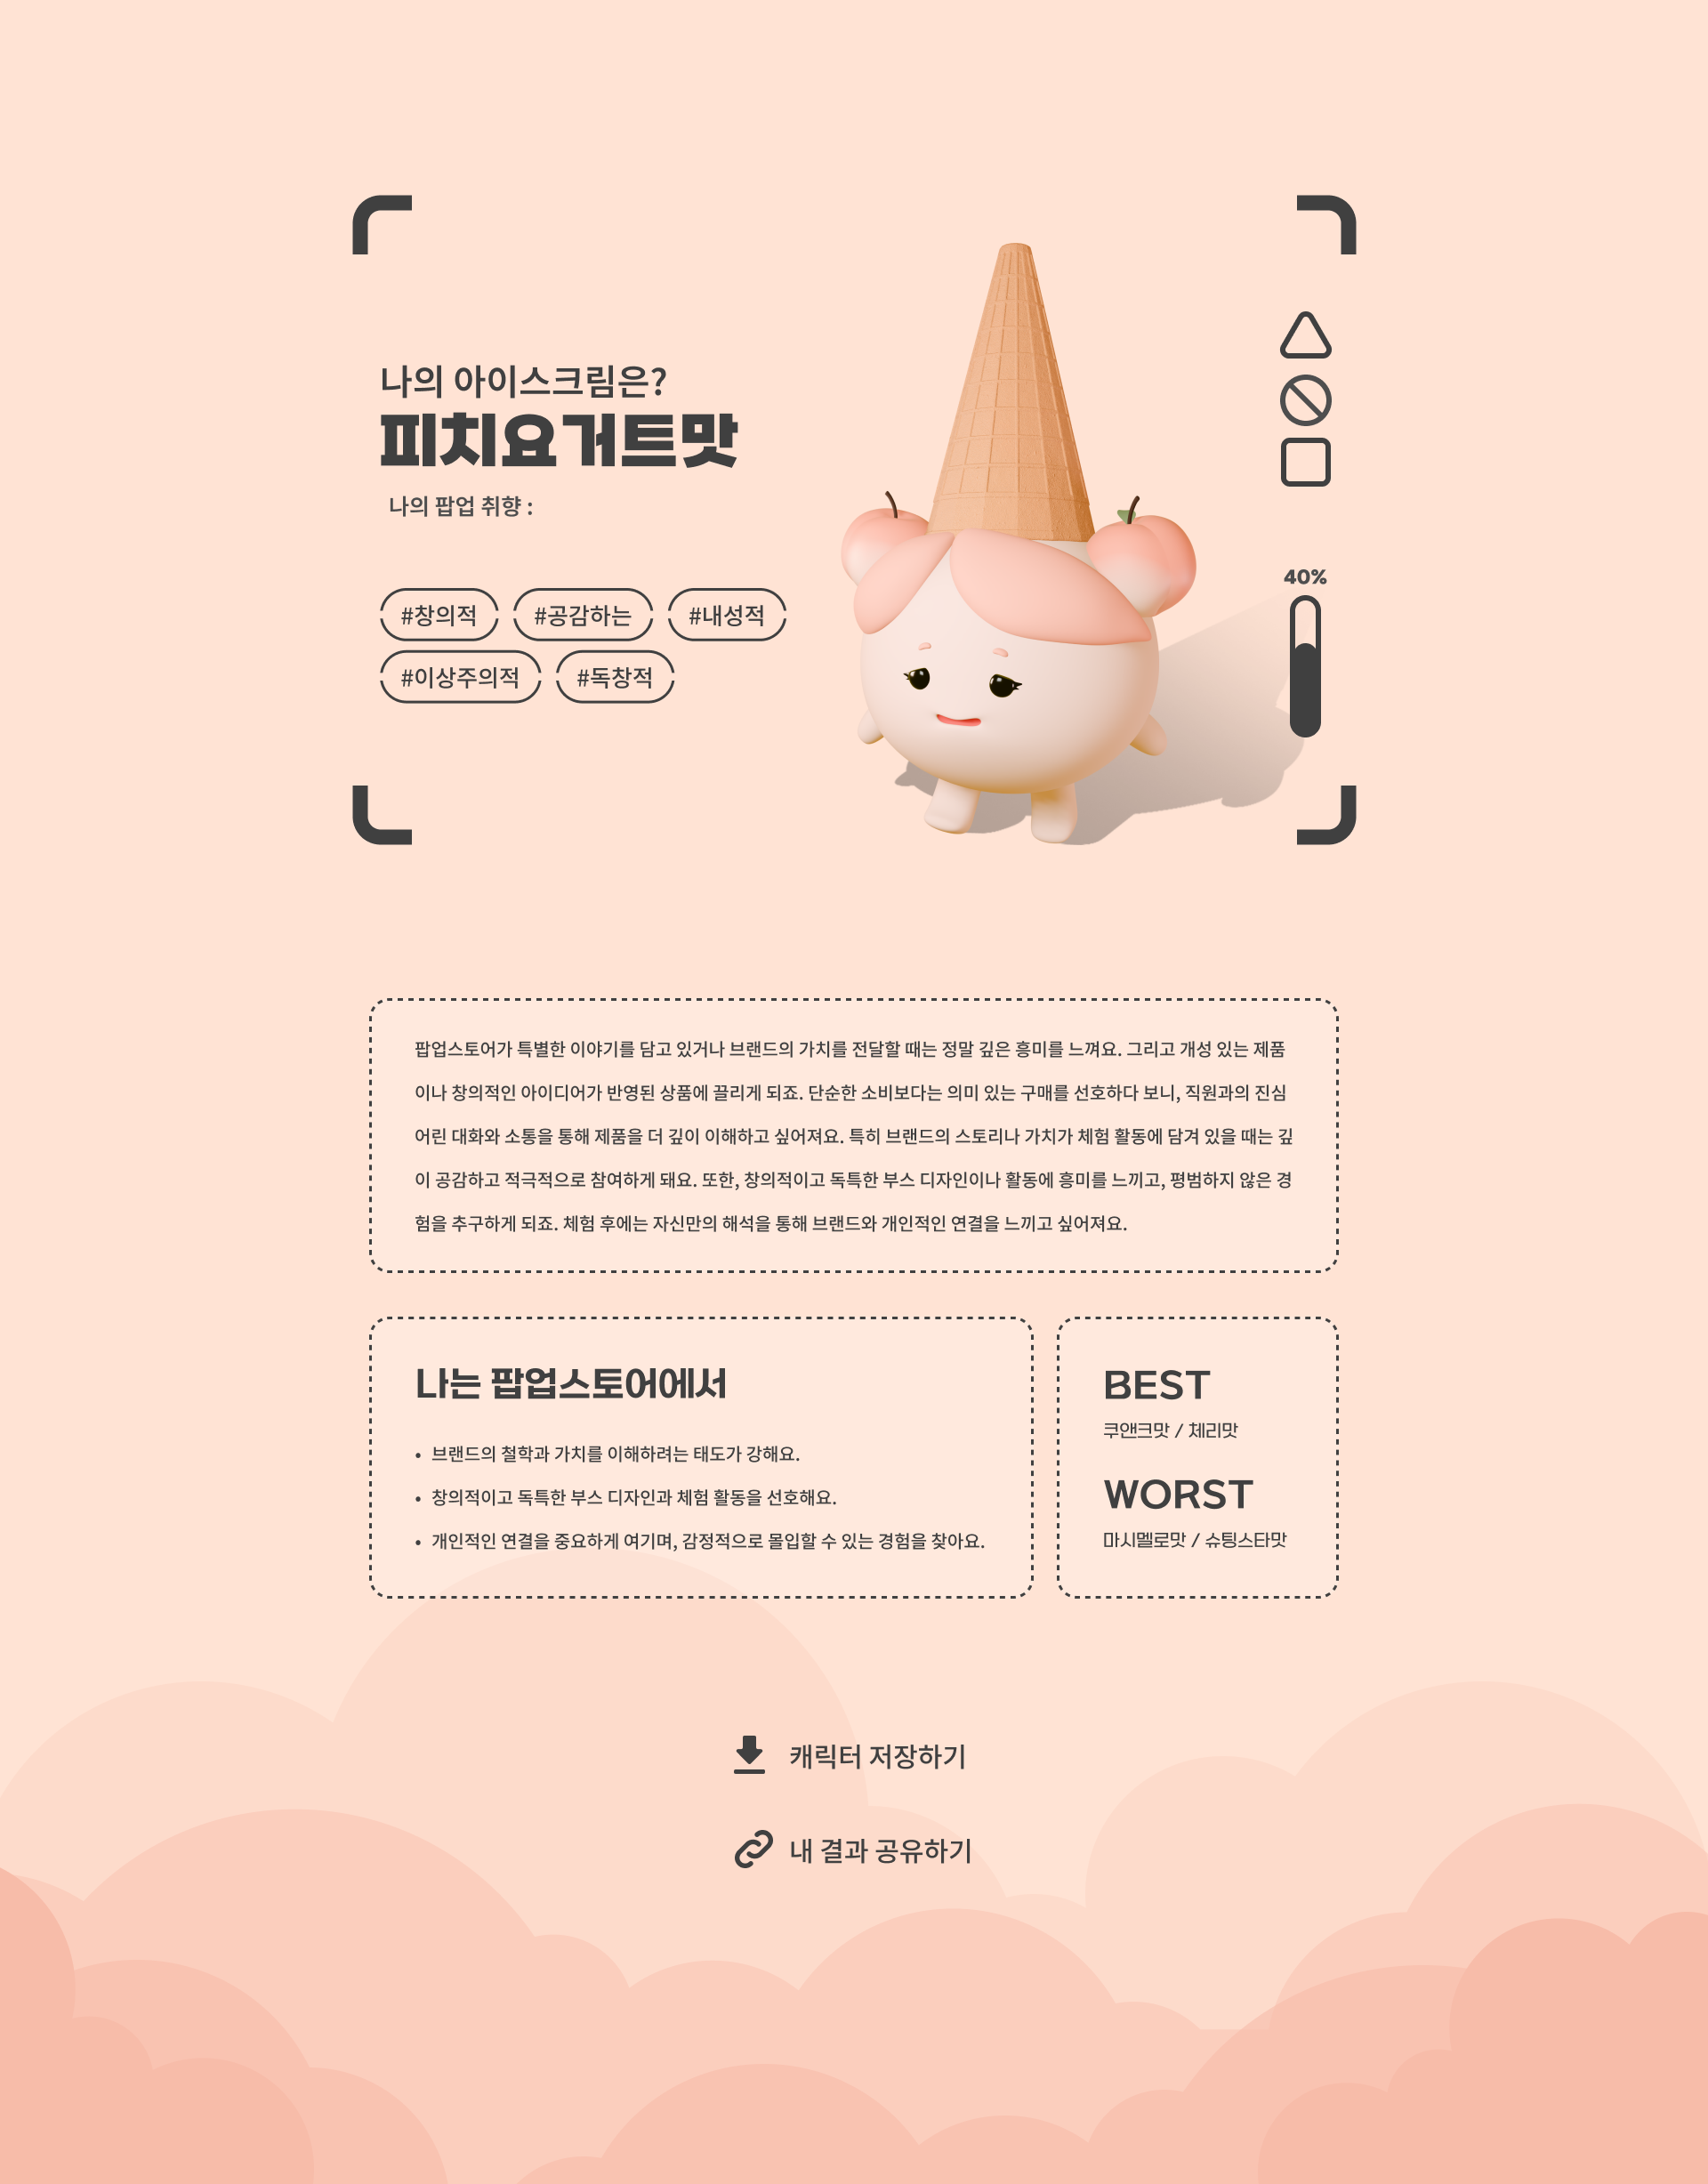 나의 아이스크림은?
피치요거트맛
나의 팝업 취향 :
#창의적 #공감하는 #내성적
#이상주의적 #독창적
40%
팝업스토어가 특별한 이야기를 담고 있거나 브랜드의 가치를 전달할 때는 정말 깊은 흥미를 느껴요. 그리고 개성 있는 제품
이나 창의적인 아이디어가 반영된 상품에 끌리게 되죠. 단순한 소비보다는 의미 있는 구매를 선호하다 보니, 직원과의 진심
어린 대화와 소통을 통해 제품을 더 깊이 이해하고 싶어져요. 특히 브랜드의 스토리나 가치가 체험 활동에 담겨 있을 때는 깊
이 공감하고 적극적으로 참여하게 돼요. 또한, 창의적이고 독특한 부스 디자인이나 활동에 흥미를 느끼고, 평범하지 않은 경
험을 추구하게 되죠. 체험 후에는 자신만의 해석을 통해 브랜드와 개인적인 연결을 느끼고 싶어져요.
나는 팝업스토어에서
• 브랜드의 철학과 가치를 이해하려는 태도가 강해요.
• 창의적이고 독특한 부스 디자인과 체험 활동을 선호해요.
• 개인적인 연결을 중요하게 여기며, 감정적으로 몰입할 수 있는 경험을 찾아요.
BEST
쿠앤크맛 / 체리맛
WORST
마시멜로맛 / 슈팅스타맛
캐릭터 저장하기
내 결과 공유하기